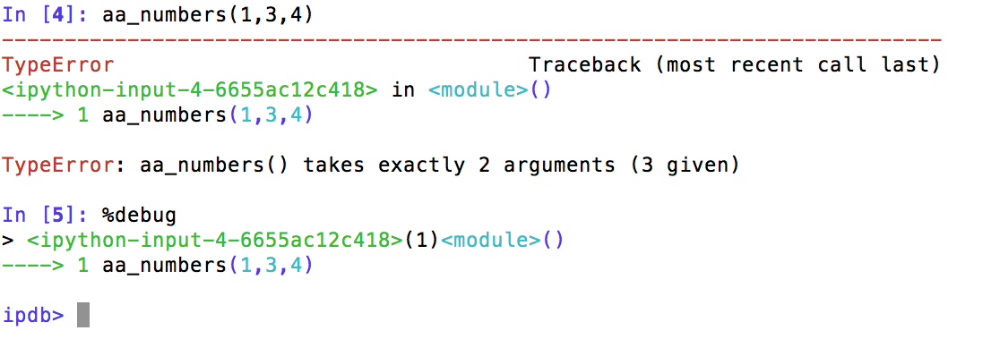 In [4]: aa_numbers(1,3,4)
---------------------------------------------------------------------------
TypeError                                 Traceback (most recent call last)
<ipython-input-4-6655ac12c418> in <module>()
----> 1 aa_numbers(1,3,4)

TypeError: aa_numbers() takes exactly 2 arguments (3 given)

In [5]: %debug
> <ipython-input-4-6655ac12c418>(1)<module>()
----> 1 aa_numbers(1,3,4)

ipdb>